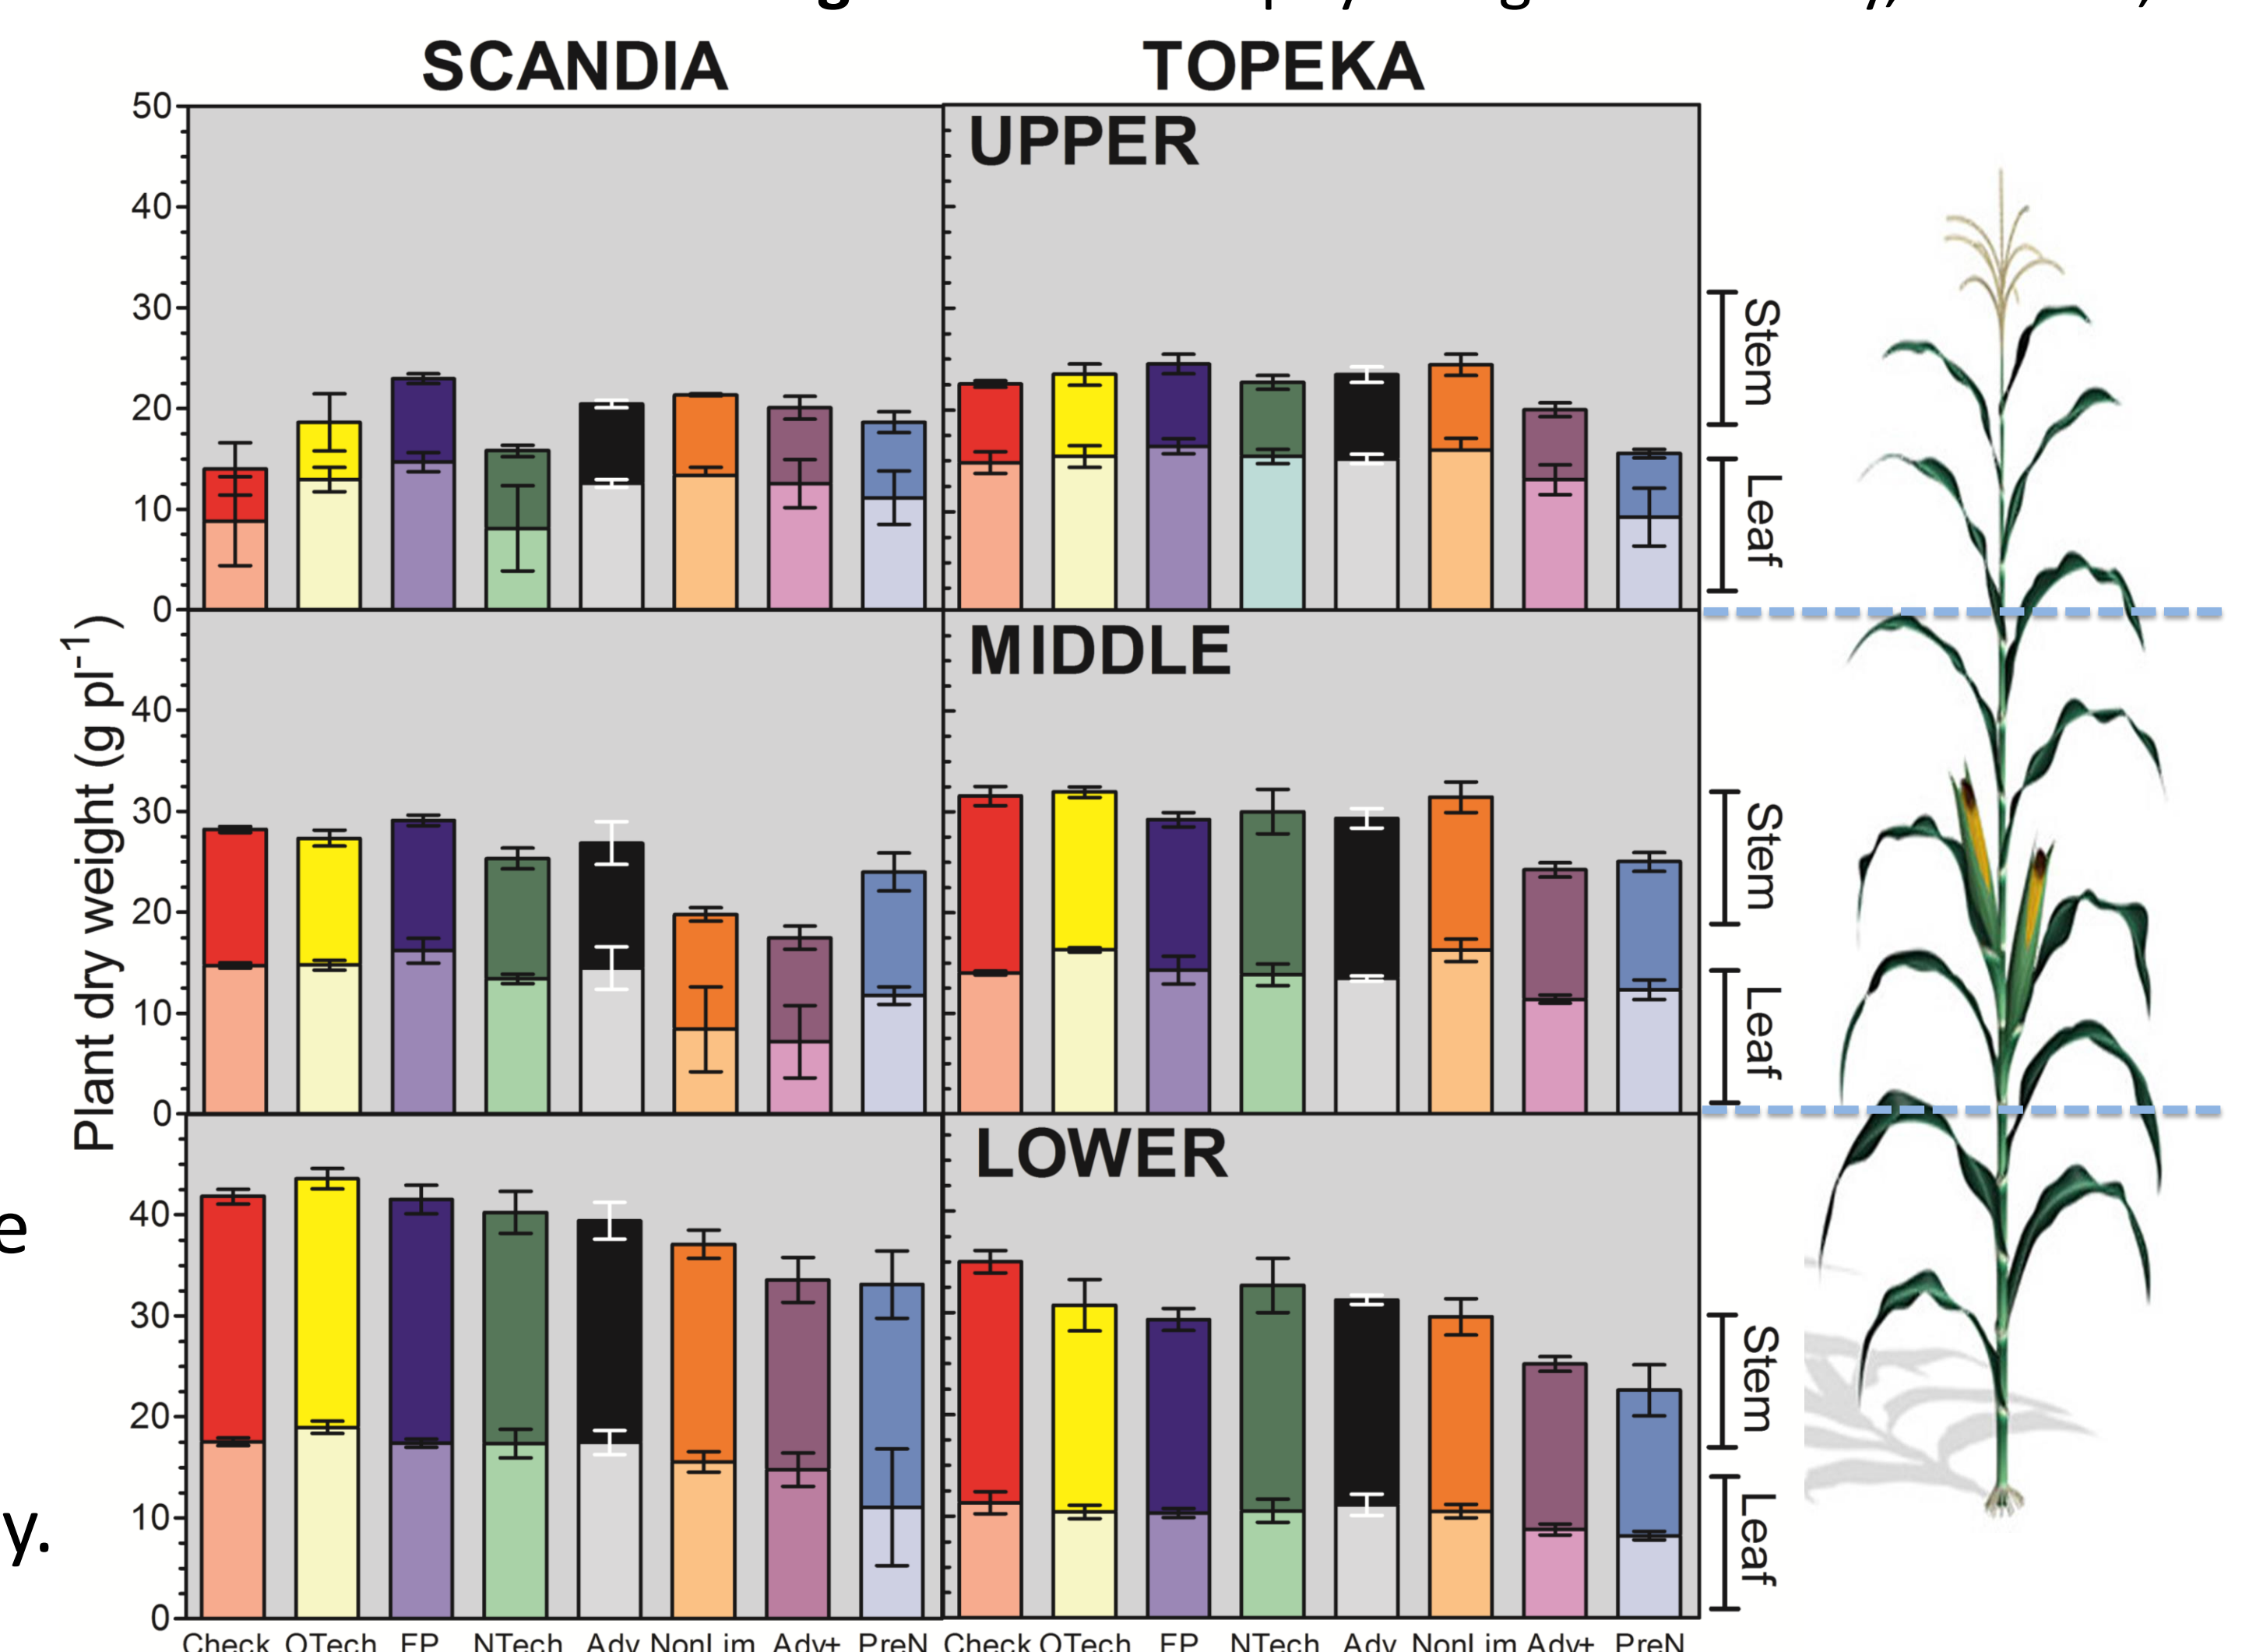 SCANDIA
TOPEKA
50
UPPER
40
30
20
10
0
Stem
Leaf
MIDDLE
40
30
20
10
0
Stem
Leaf
Plant dry weight (g pl-1)
LOWER
40
30
20
10
0
Stem
Leaf
e
y.
Check OTech FP NTech Adv NonLim Adv+ PreN Check OTech FP NTech Adv NonLim Adv+ PreN